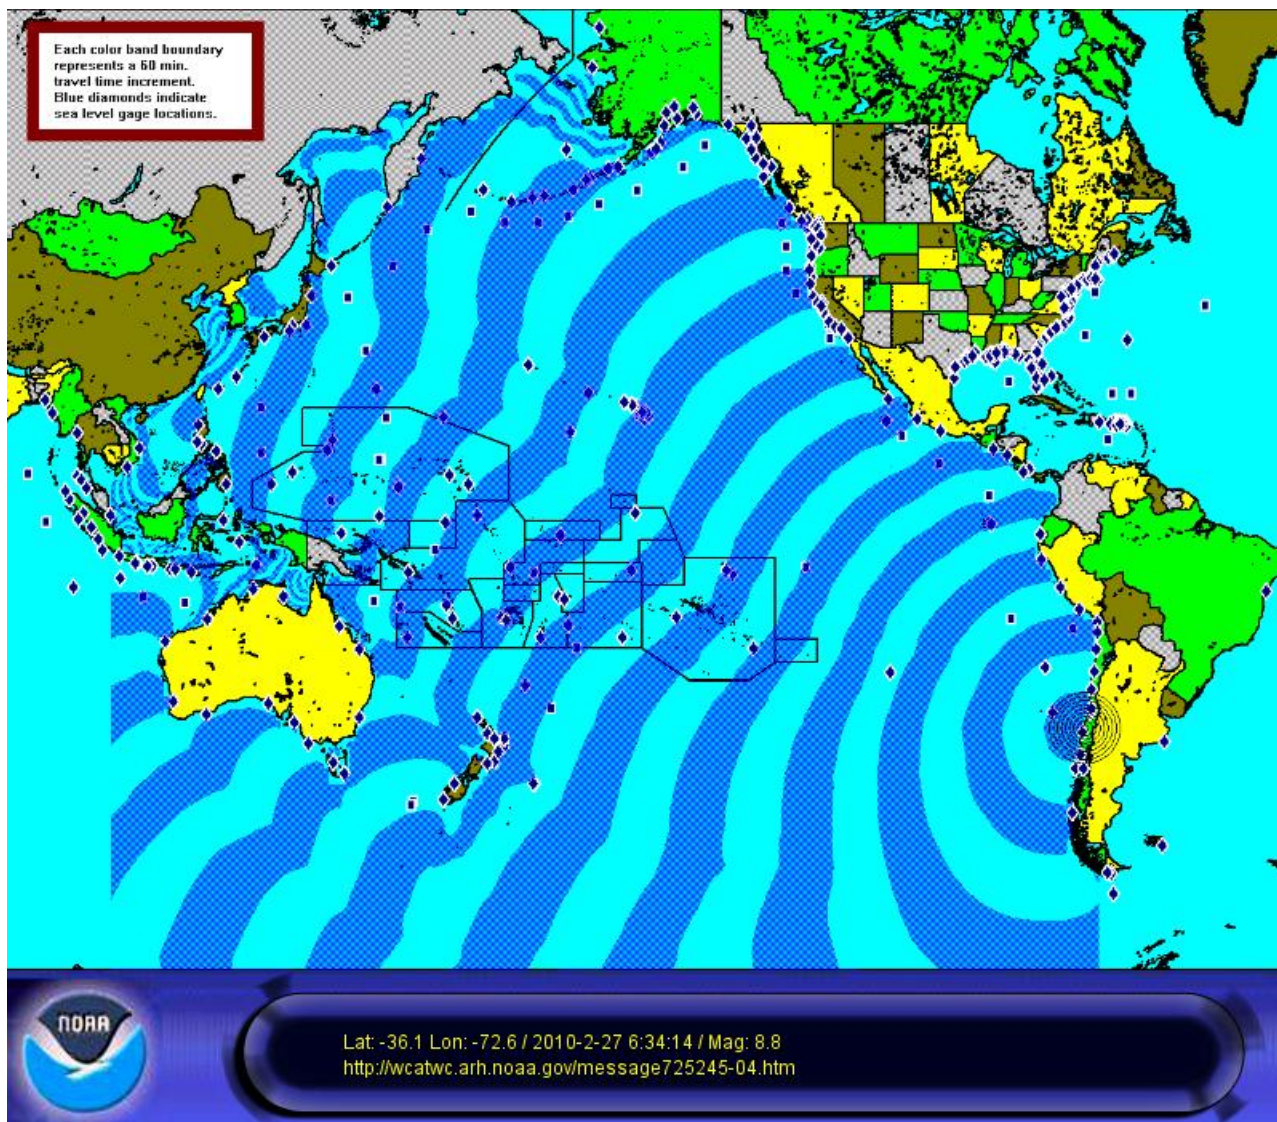 Each color band boundary
represents a 60 min.
travel time increment.
Blue diamonds indicate
sea level gage locations.
NOAA
Lat: -36.1 Lon: -72.6 / 2010-2-27 6:34:14 / Mag: 8.8
http://wcatwc.arh.noaa.gov/message725245-04.htm